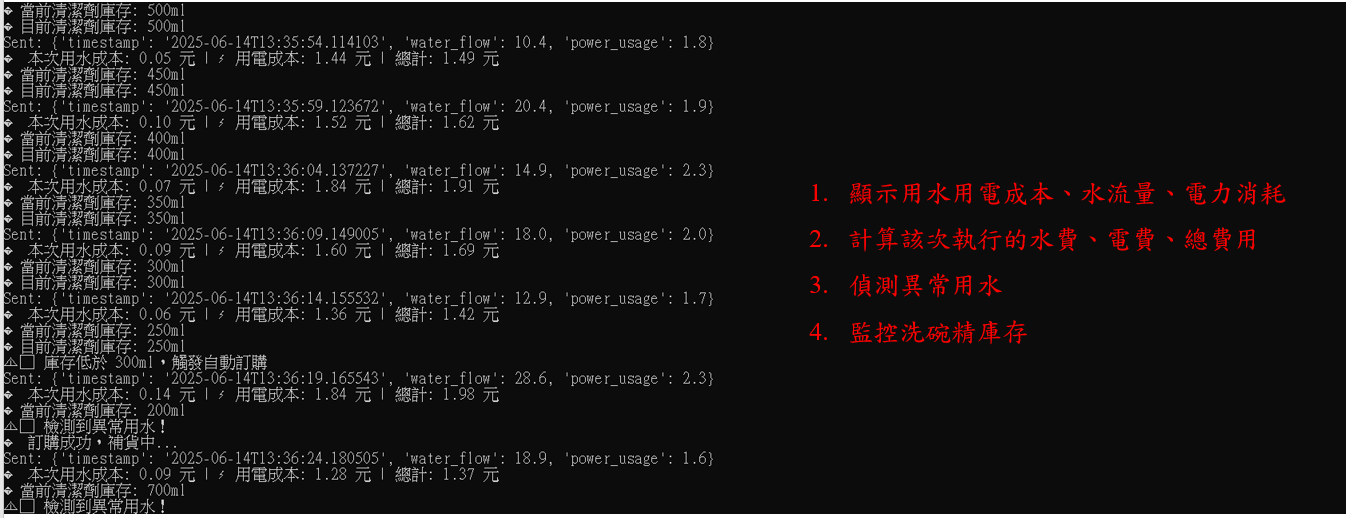 � 當前清潔劑庫存: 500ml
� 目前清潔劑庫存: 500ml
Sent: {'timestamp': '2025-06-14T13:35:54.114103', 'water_flow': 10.4, 'power_usage': 1.8}
� 本次用水成本: 0.05 元 | ⚡ 用電成本: 1.44 元 | 總計: 1.49 元
� 當前清潔劑庫存: 450ml
� 目前清潔劑庫存: 450ml
Sent: {'timestamp': '2025-06-14T13:35:59.123672', 'water_flow': 20.4, 'power_usage': 1.9}
� 本次用水成本: 0.10 元 | ⚡ 用電成本: 1.52 元 | 總計: 1.62 元
� 當前清潔劑庫存: 400ml
� 目前清潔劑庫存: 400ml
Sent: {'timestamp': '2025-06-14T13:36:04.137227', 'water_flow': 14.9, 'power_usage': 2.3}
� 本次用水成本: 0.07 元 | ⚡ 用電成本: 1.84 元 | 總計: 1.91 元
� 當前清潔劑庫存: 350ml
� 目前清潔劑庫存: 350ml
Sent: {'timestamp': '2025-06-14T13:36:09.149005', 'water_flow': 18.0, 'power_usage': 2.0}
� 本次用水成本: 0.09 元 | ⚡ 用電成本: 1.60 元 | 總計: 1.69 元
� 當前清潔劑庫存: 300ml
� 目前清潔劑庫存: 300ml
Sent: {'timestamp': '2025-06-14T13:36:14.155532', 'water_flow': 12.9, 'power_usage': 1.7}
� 本次用水成本: 0.06 元 | ⚡ 用電成本: 1.36 元 | 總計: 1.42 元
� 當前清潔劑庫存: 250ml
� 目前清潔劑庫存: 250ml
⚠□ 庫存低於 300ml，觸發自動訂購
Sent: {'timestamp': '2025-06-14T13:36:19.165543', 'water_flow': 28.6, 'power_usage': 2.3}
� 本次用水成本: 0.14 元 | ⚡ 用電成本: 1.84 元 | 總計: 1.98 元
� 當前清潔劑庫存: 200ml
⚠□ 檢測到異常用水！
� 訂購成功，補貨中...
Sent: {'timestamp': '2025-06-14T13:36:24.180505', 'water_flow': 18.9, 'power_usage': 1.6}
� 本次用水成本: 0.09 元 | ⚡ 用電成本: 1.28 元 | 總計: 1.37 元
� 當前清潔劑庫存: 700ml
⚠□ 檢測到異常用水！
1. 顯示用水用電成本、水流量、電力消耗
2. 計算該次執行的水費、電費、總費用
3. 偵測異常用水
4. 監控洗碗精庫存